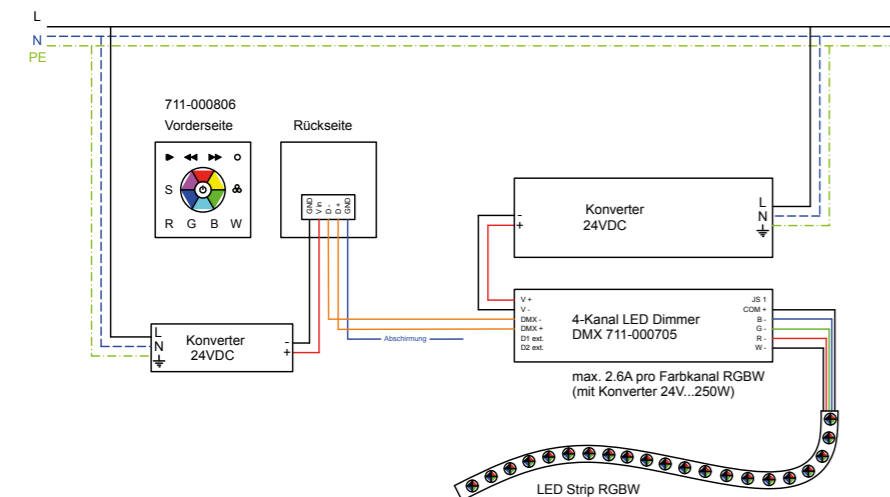 L
N
PE
711-000806
Vorderseite
Rückseite
S
R G B W
GND
V in
D -
D +
GND
Konverter
24VDC
L
N
-
+
L
N
Konverter
24VDC
-
+
Abschirmung
V +
V -
DMX -
DMX +
D1 ext.
D2 ext.
4-Kanal LED Dimmer
DMX 711-000705
JS 1
COM +
B -
G -
R -
W -
max. 2.6A pro Farbkanal RGBW
(mit Konverter 24V...250W)
LED Strip RGBW